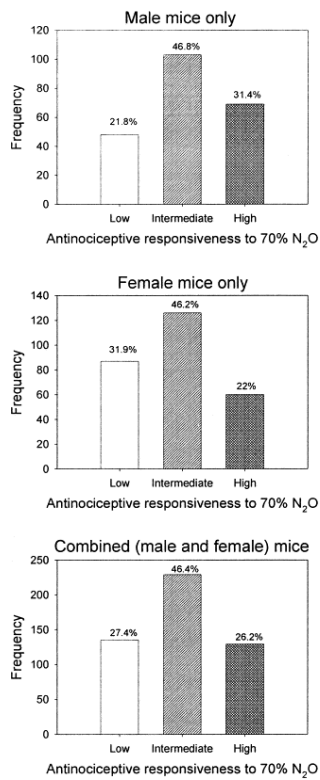 Male mice only
120
100
80
60
40
20
0
Frequency
21.8%
46.8%
31.4%
Low Intermediate High
Antinociceptive responsiveness to 70% N₂O
Female mice only
140
120
100
80
60
40
20
0
Frequency
31.9%
46.2%
22%
Low Intermediate High
Antinociceptive responsiveness to 70% N₂O
Combined (male and female) mice
250
200
150
100
50
0
Frequency
27.4%
46.4%
26.2%
Low Intermediate High
Antinociceptive responsiveness to 70% N₂O